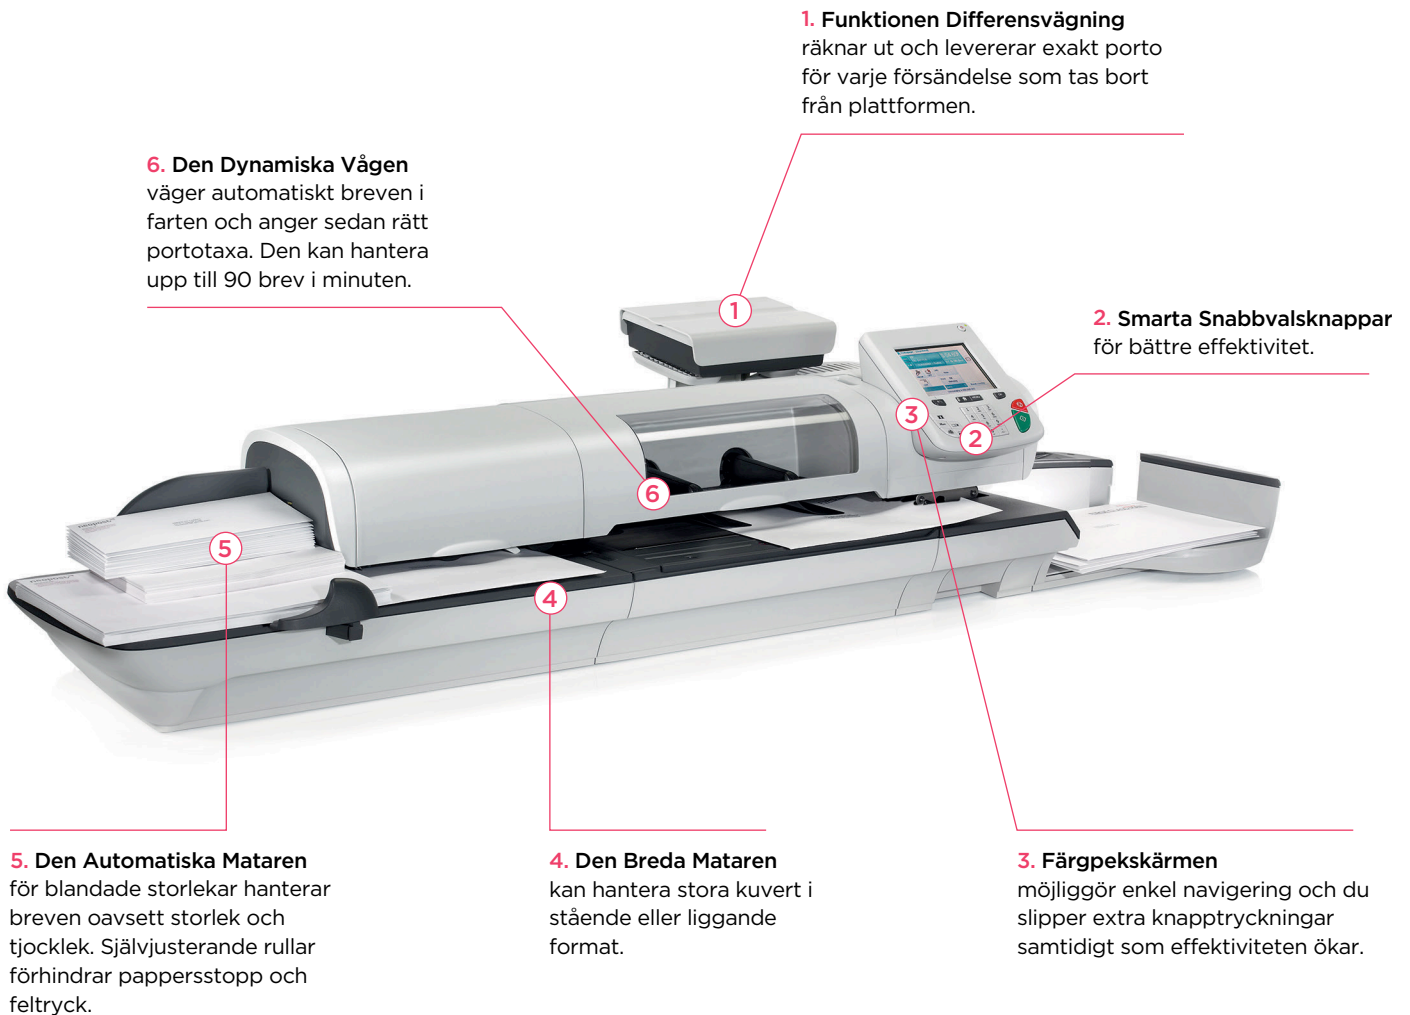 1. Funktionen Differensvägning
räknar ut och levererar exakt porto
för varje försändelse som tas bort
från plattformen.
6. Den Dynamiska Vågen
väger automatiskt breven i
farten och anger sedan rätt
portotaxa. Den kan hantera
upp till 90 brev i minuten.
1
2. Smarta Snabbvalsknappar
för bättre effektivitet.
3
2
6
5
4
5. Den Automatiska Mataren
för blandade storlekar hanterar
breven oavsett storlek och
tjocklek. Självjusterande rullar
förhindrar pappersstopp och
feltryck.
4. Den Breda Mataren
kan hantera stora kuvert i
stående eller liggande
format.
3. Färgpekskärmen
möjliggör enkel navigering och du
slipper extra knapptryckningar
samtidigt som effektiviteten ökar.